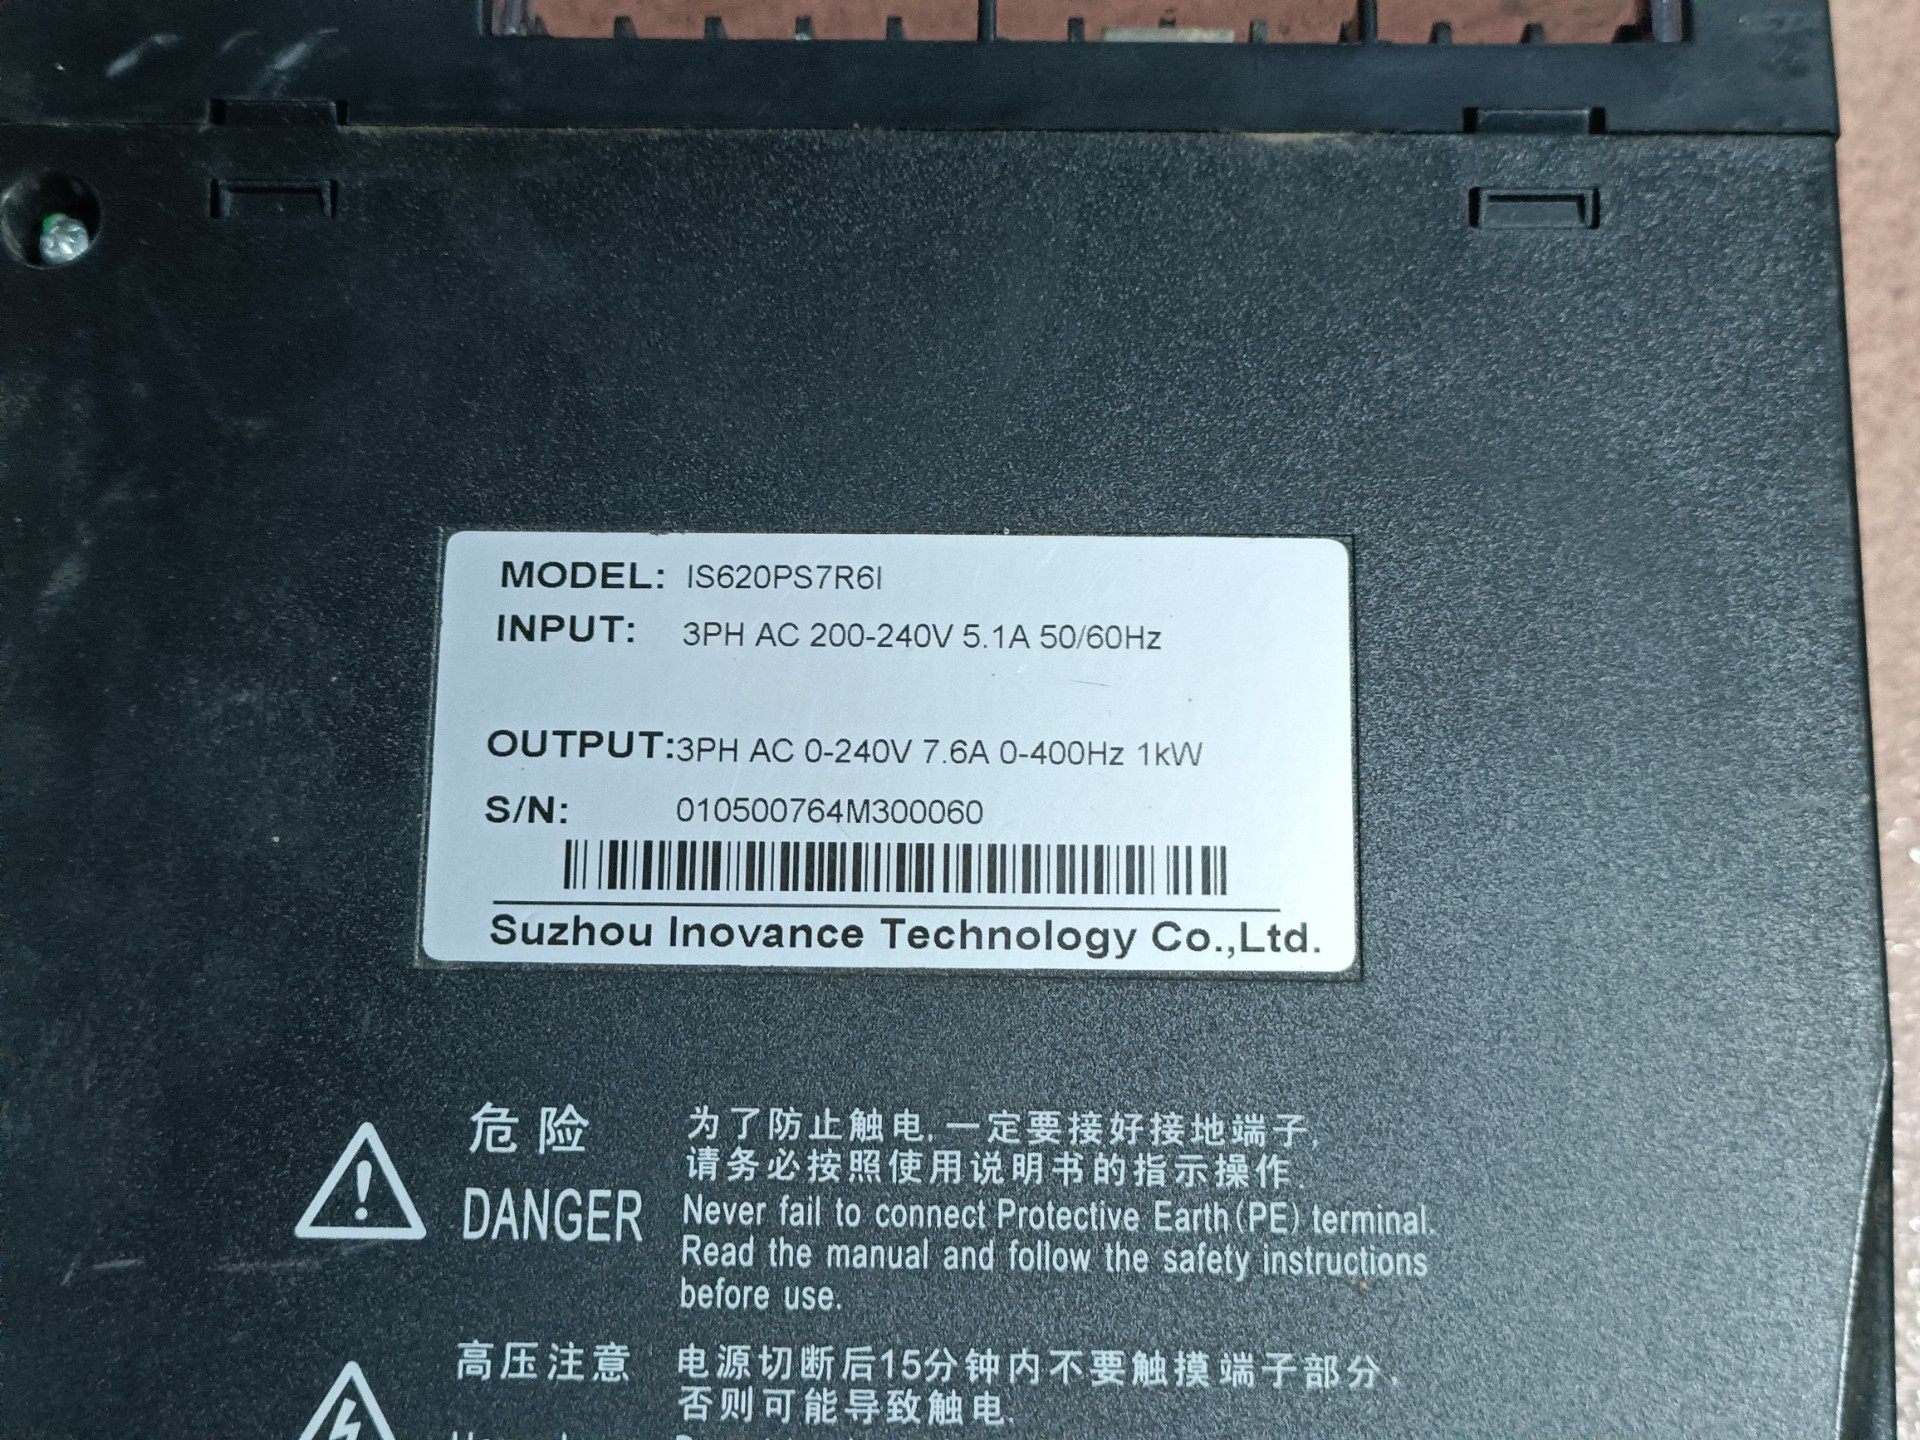 MODEL: IS620PS7R6I
INPUT: 3PH AC 200-240V 5.1A 50/60Hz
OUTPUT:3PH AC 0-240V 7.6A 0-400Hz 1kW
S/N: 010500764M300060
Suzhou Inovance Technology Co.,Ltd.
危险
DANGER
为了防止触电,一定要接好接地端子,
请务必按照使用说明书的指示操作.
Never fail to connect Protective Earth(PE) terminal.
Read the manual and follow the safety instructions
before use.
高压注意
电源切断后15分钟内不要触摸端子部分,
否则可能导致触电.